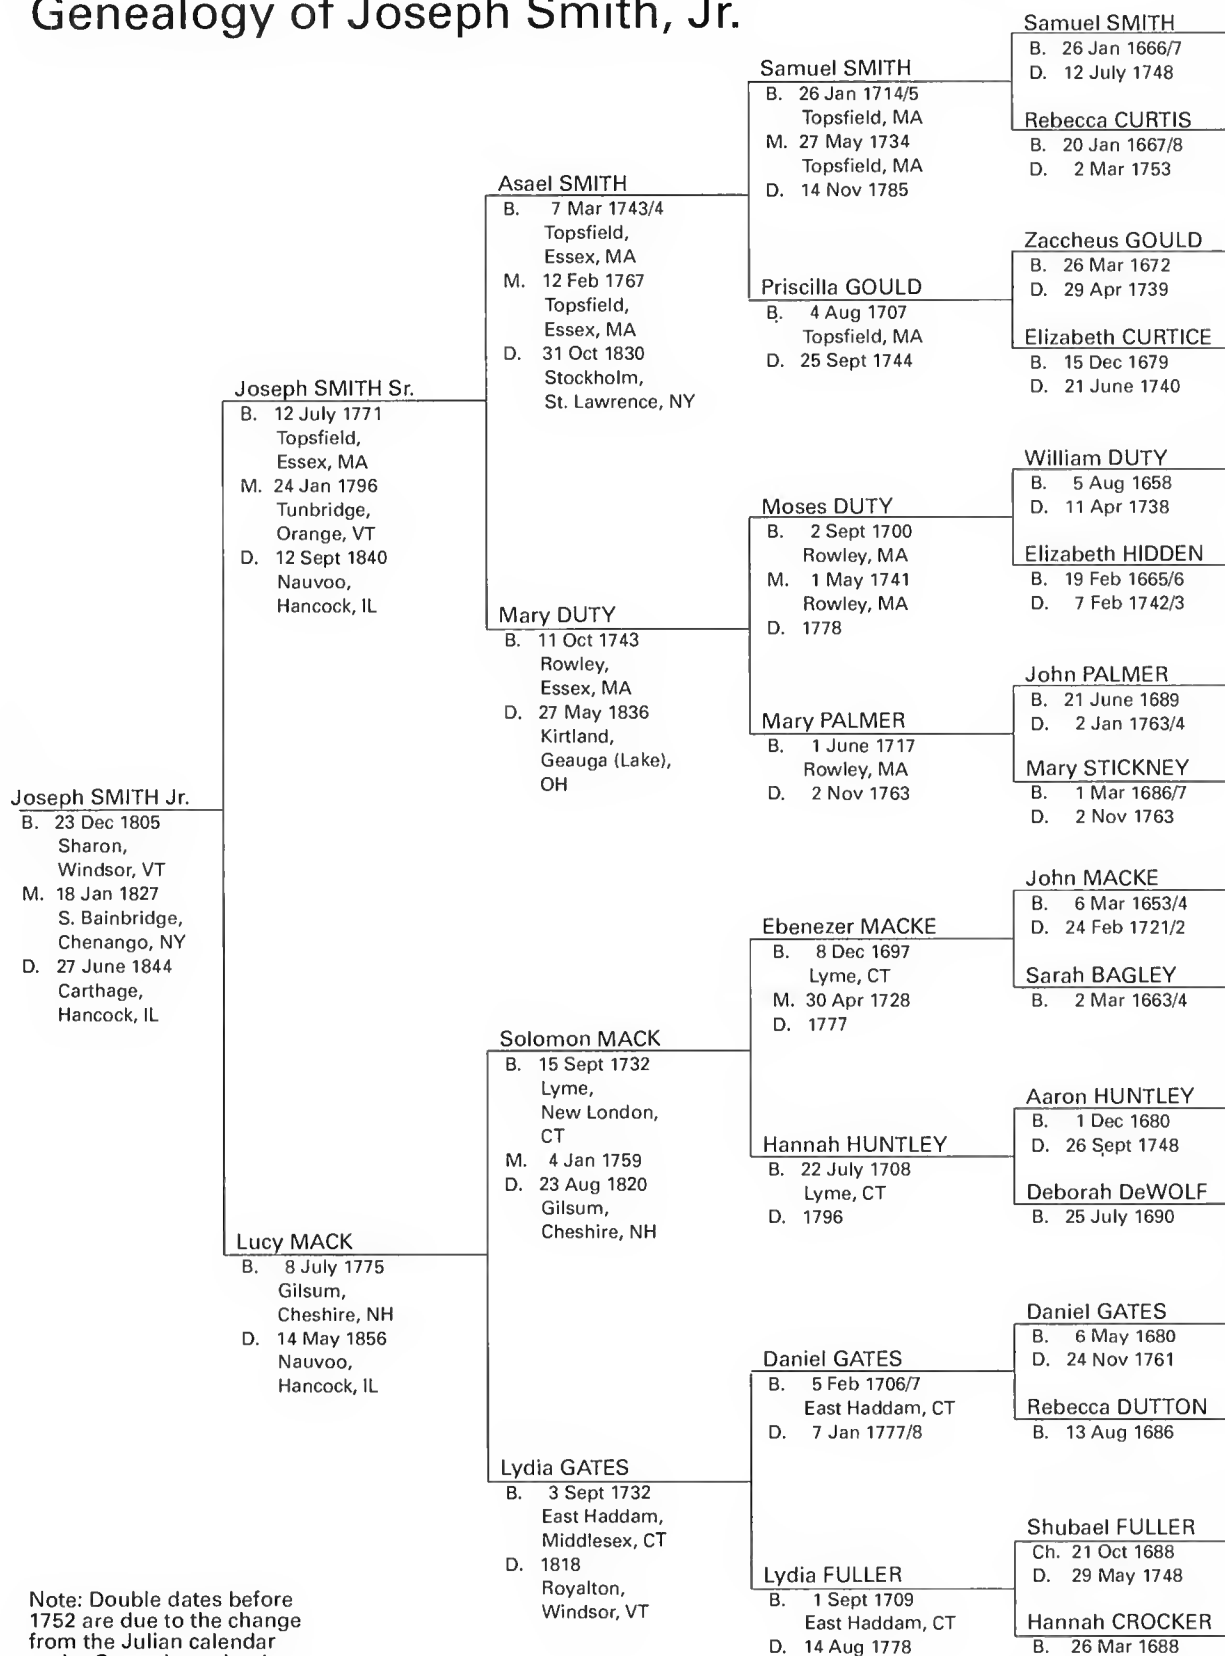 Genealogy of Joseph Smith, Jr.
Joseph SMITH Jr.
B. 23 Dec 1805
Sharon,
Windsor, VT
M. 18 Jan 1827
S. Bainbridge,
Chenango, NY
D. 27 June 1844
Carthage,
Hancock, IL
Joseph SMITH Sr.
B. 12 July 1771
Topsfield,
Essex, MA
M. 24 Jan 1796
Tunbridge,
Orange, VT
D. 12 Sept 1840
Nauvoo,
Hancock, IL
Lucy MACK
B. 8 July 1775
Gilsum,
Cheshire, NH
D. 14 May 1856
Nauvoo,
Hancock, IL
Asael SMITH
B. 7 Mar 1743/4
Topsfield,
Essex, MA
M. 12 Feb 1767
Topsfield,
Essex, MA
D. 31 Oct 1830
Stockholm,
St. Lawrence, NY
Mary DUTY
B. 11 Oct 1743
Rowley,
Essex, MA
D. 27 May 1836
Kirtland,
Geauga (Lake),
OH
Solomon MACK
B. 15 Sept 1732
Lyme,
New London,
CT
M. 4 Jan 1759
D. 23 Aug 1820
Gilsum,
Cheshire, NH
Lydia GATES
B. 3 Sept 1732
East Haddam,
Middlesex, CT
D. 1818
Royalton,
Windsor, VT
Samuel SMITH
B. 26 Jan 1714/5
Topsfield, MA
M. 27 May 1734
Topsfield, MA
D. 14 Nov 1785
Priscilla GOULD
B. 4 Aug 1707
Topsfield, MA
D. 25 Sept 1744
Moses DUTY
B. 2 Sept 1700
Rowley, MA
M. 1 May 1741
Rowley, MA
D. 1778
Mary PALMER
B. 1 June 1717
Rowley, MA
D. 2 Nov 1763
Ebenezer MACKE
B. 8 Dec 1697
Lyme, CT
M. 30 Apr 1728
D. 1777
Hannah HUNTLEY
B. 22 July 1708
Lyme, CT
D. 1796
Daniel GATES
B. 5 Feb 1706/7
East Haddam, CT
D. 7 Jan 1777/8
Lydia FULLER
B. 1 Sept 1709
East Haddam, CT
D. 14 Aug 1778
Samuel SMITH
B. 26 Jan 1666/7
D. 12 July 1748
Rebecca CURTIS
B. 20 Jan 1667/8
D. 2 Mar 1753
Zaccheus GOULD
B. 26 Mar 1672
D. 29 Apr 1739
Elizabeth CURTICE
B. 15 Dec 1679
D. 21 June 1740
William DUTY
B. 5 Aug 1658
D. 11 Apr 1738
Elizabeth HIDDEN
B. 19 Feb 1665/6
D. 7 Feb 1742/3
John PALMER
B. 21 June 1689
D. 2 Jan 1763/4
Mary STICKNEY
B. 1 Mar 1686/7
D. 2 Nov 1763
John MACKE
B. 6 Mar 1653/4
D. 24 Feb 1721/2
Sarah BAGLEY
B. 2 Mar 1663/4
Aaron HUNTLEY
B. 1 Dec 1680
D. 26 Sept 1748
Deborah DeWOLF
B. 25 July 1690
Daniel GATES
B. 6 May 1680
D. 24 Nov 1761
Rebecca DUTTON
B. 13 Aug 1686
Shubael FULLER
Ch. 21 Oct 1688
D. 29 May 1748
Hannah CROCKER
B. 26 Mar 1688
Note: Double dates before
1752 are due to the change
from the Julian calendar